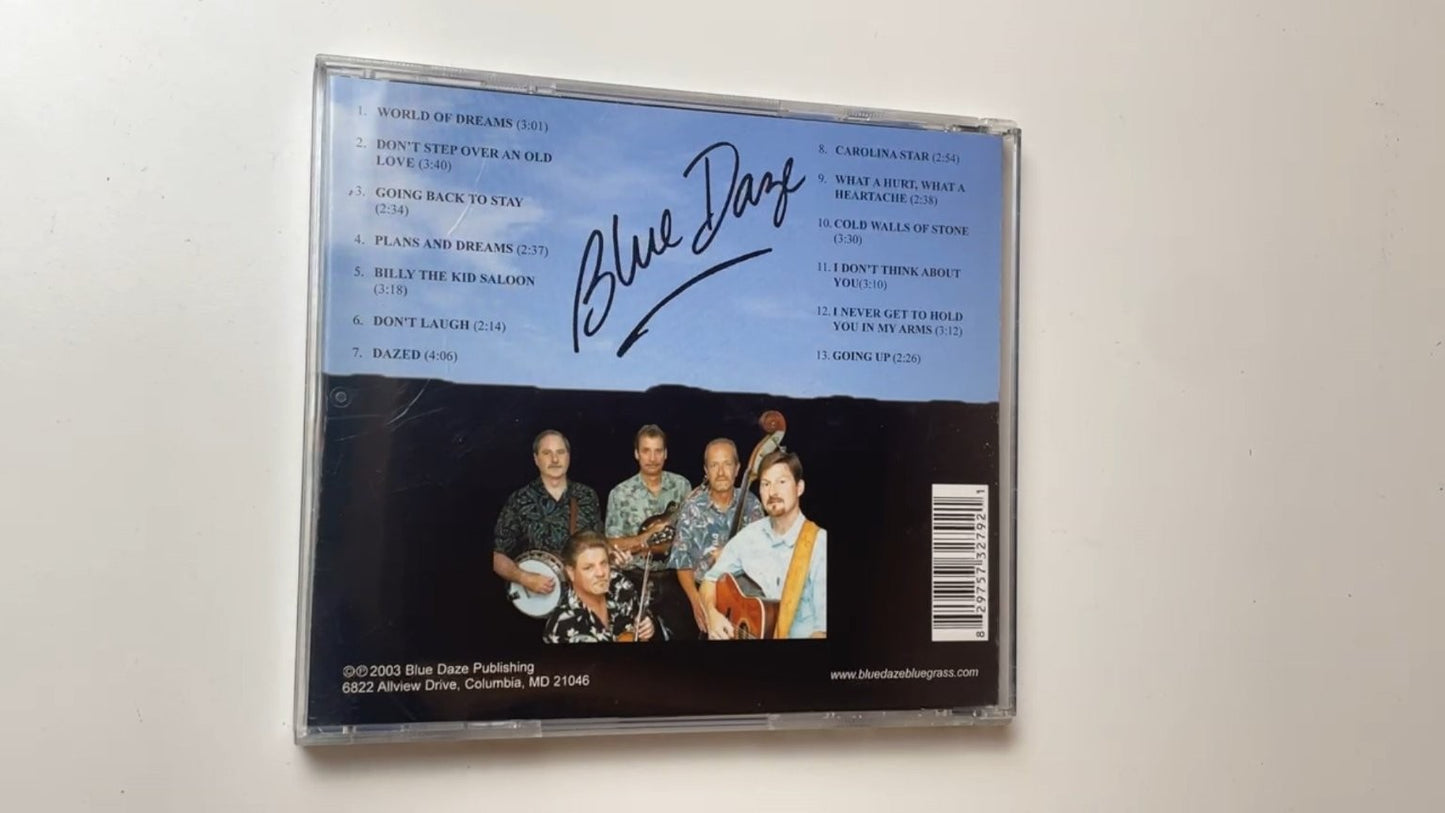 1. WORLD OF DREAMS (3:01)
2. DON'T STEP OVER AN OLD
LOVE (3:40)
3. GOING BACK TO STAY
(2:34)
4. PLANS AND DREAMS (2:37)
5. BILLY THE KID SALOON
(3:18)
6. DON'T LAUGH (2:14)
7. DAZED (4:06)
Blue Daze
8. CAROLINA STAR (2:54)
9. WHAT A HURT, WHAT A
HEARTACHE (2:38)
10. COLD WALLS OF STONE
(3:30)
11. I DON'T THINK ABOUT
YOU(3:10)
12. I NEVER GET TO HOLD
YOU IN MY ARMS (3:12)
13. GOING UP (2:26)
8 29757 32792 1
©℗ 2003 Blue Daze Publishing
6822 Allview Drive, Columbia, MD 21046
www.bluedazebluegrass.com